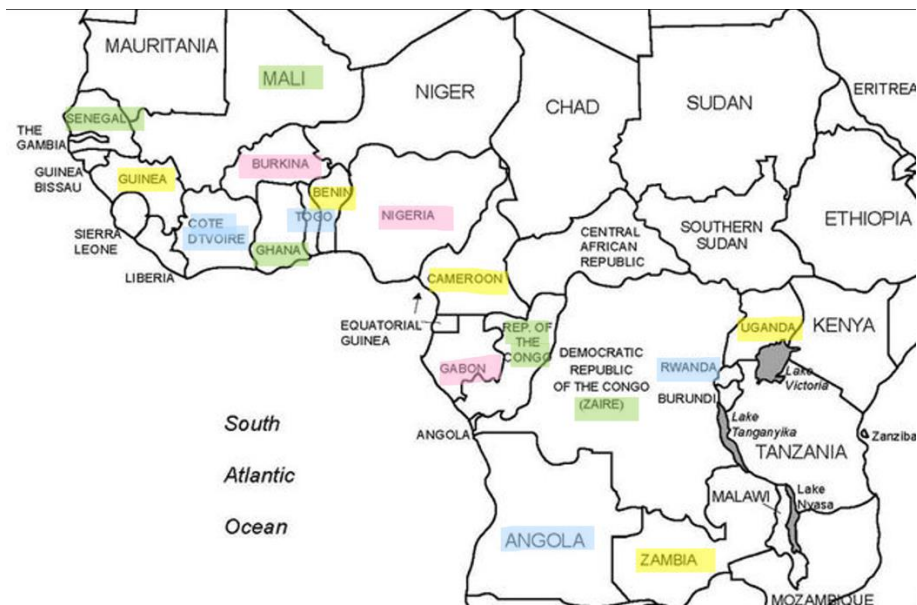 MAURITANIA
MALI
NIGER
CHAD
SUDAN
ERITREA
SENEGAL
THE
GAMBIA
GUINEA
BISSAU
GUINEA
BURKINA
BENIN
TOGO
NIGERIA
COTE
DTVOIRE
GHANA
SIERRA
LEONE
LIBERIA
CENTRAL
AFRICAN
REPUBLIC
SOUTHERN
SUDAN
ETHIOPIA
CAMEROON
EQUATORIAL
GUINEA
REP. OF
THE
CONGO
GABON
DEMOCRATIC
REPUBLIC
OF THE CONGO
(ZAIRE)
UGANDA
KENYA
RWANDA
BURUNDI
Lake
Victoria
Lake
Tanganyika
TANZANIA
Zanziba
ANGOLA
South
Atlantic
Ocean
MALAWI
Lake
Nyasa
ANGOLA
ZAMBIA
MOZAMBIQUE